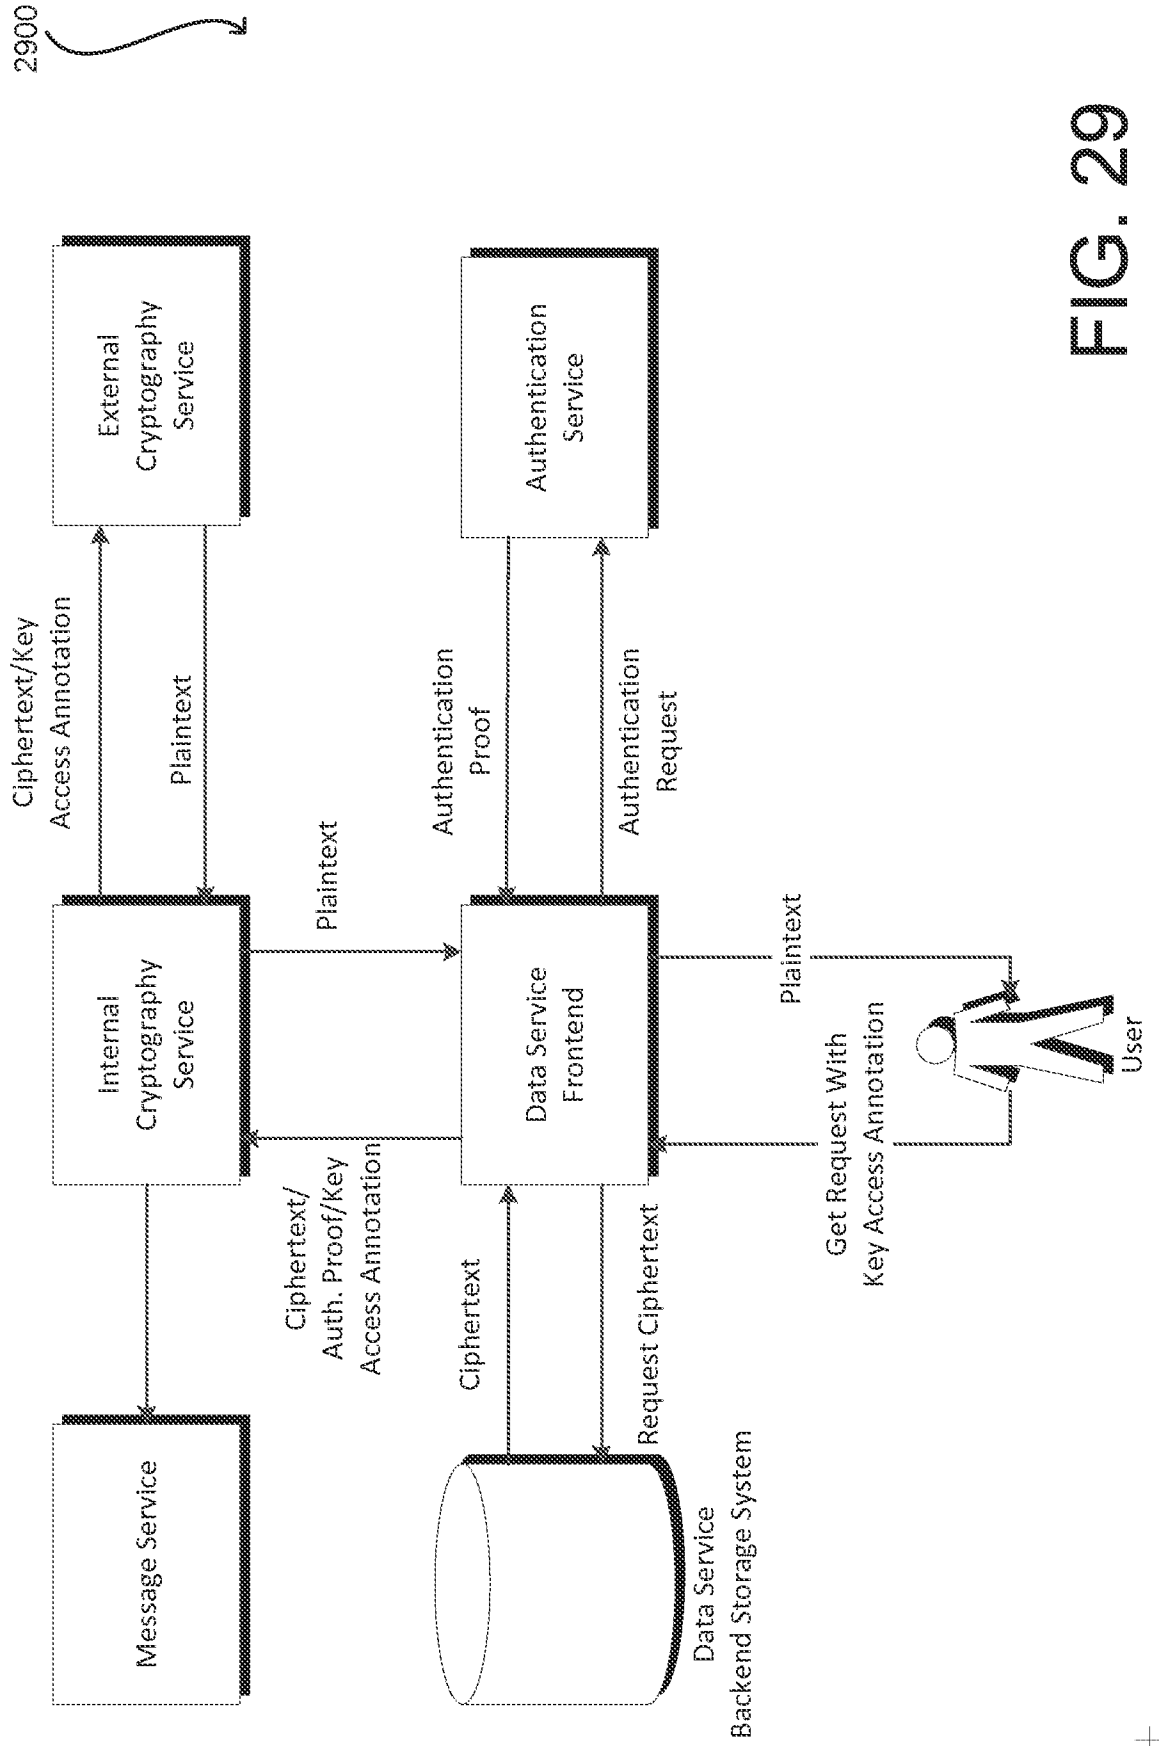 2900
Message Service
Internal
Cryptography
Service
External
Cryptography
Service
Ciphertext/Key
Access Annotation
Plaintext
Ciphertext/
Auth. Proof/Key
Access Annotation
Plaintext
Authentication
Proof
Ciphertext
Data Service
Frontend
Authentication
Service
Request Ciphertext
Authentication
Request
Data Service
Backend Storage System
Get Request With
Key Access Annotation
Plaintext
User
FIG. 29